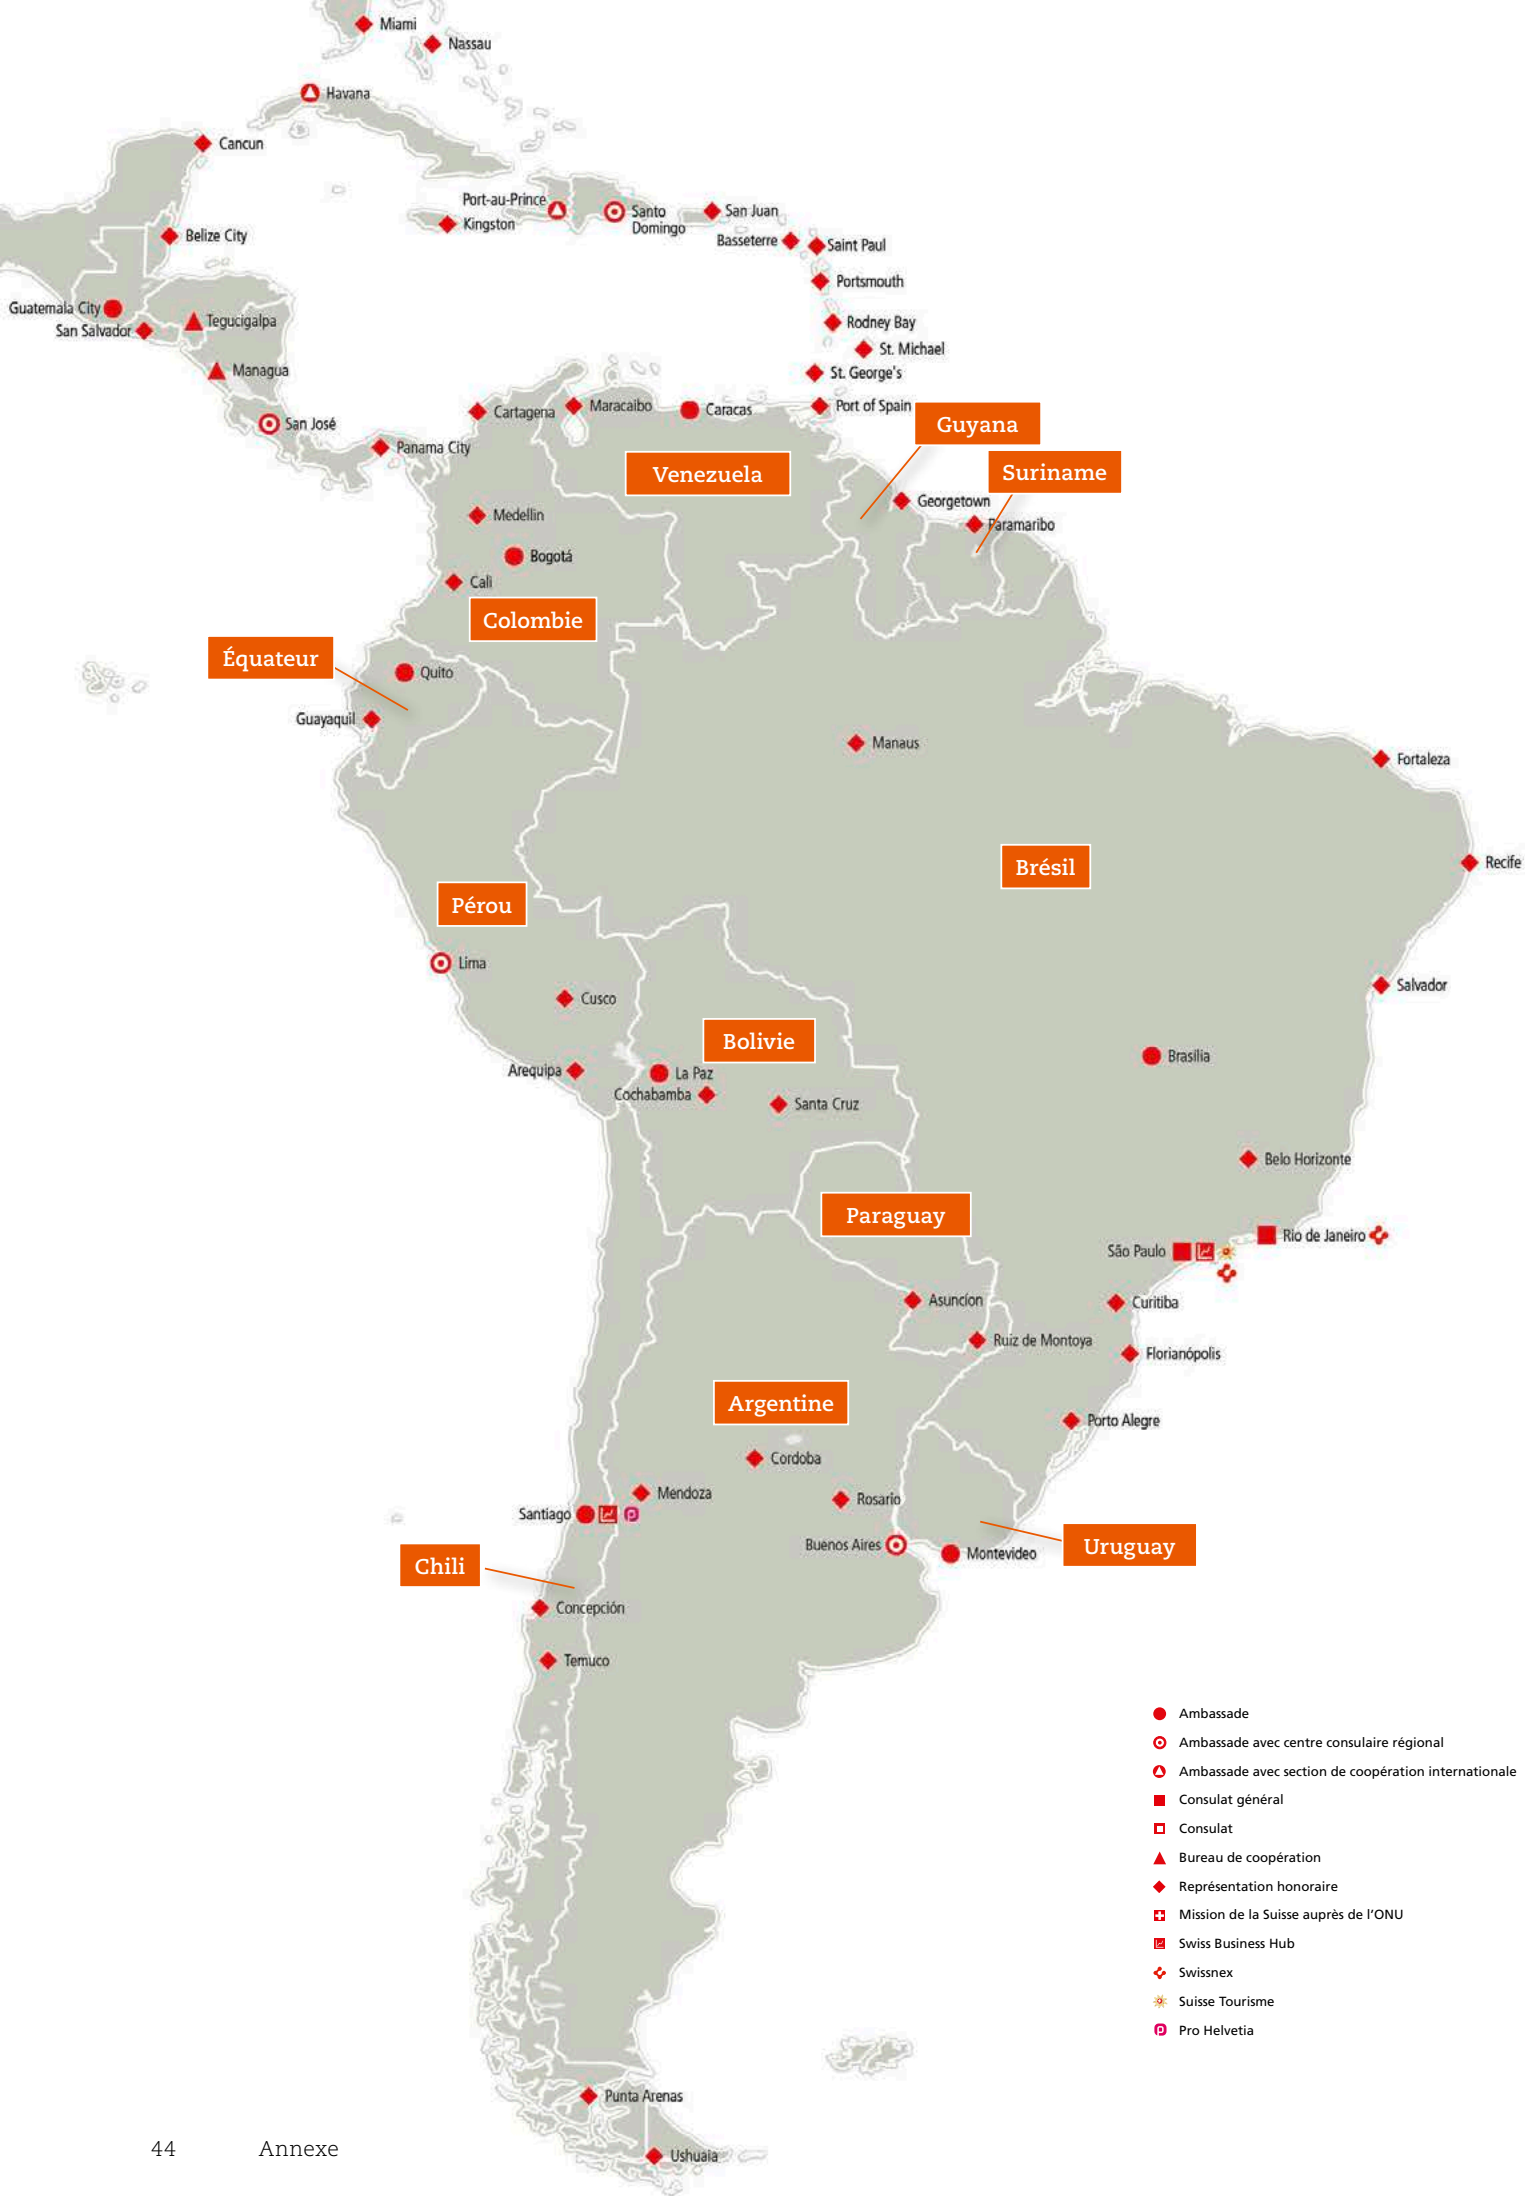 Miami
Nassau
Havana
Cancun
Port-au-Prince
Kingston
Santo
Domingo
San Juan
Basseterre
Saint Paul
Belize City
Portsmouth
Guatemala City
San Salvador
Tegucigalpa
Rodney Bay
St. Michael
Managua
St. George's
Cartagena
Maracaibo
Caracas
Port of Spain
San José
Panama City
Guyana
Venezuela
Suriname
Georgetown
Medellin
Paramaribo
Bogotá
Cali
Colombie
Équateur
Quito
Guayaquil
Manaus
Fortaleza
Brésil
Recife
Pérou
Lima
Cusco
Salvador
Bolivie
Arequipa
La Paz
Cochabamba
Santa Cruz
Brasilia
Belo Horizonte
Paraguay
Rio de Janeiro
São Paulo
Asuncíon
Curitiba
Ruiz de Montoya
Florianópolis
Argentine
Porto Alegre
Cordoba
Mendoza
Rosario
Santiago
Buenos Aires
Montevideo
Uruguay
Chili
Concepción
Temuco
Ambassade
Ambassade avec centre consulaire régional
Ambassade avec section de coopération internationale
Consulat général
Consulat
Bureau de coopération
Représentation honoraire
Mission de la Suisse auprès de l'ONU
Swiss Business Hub
Swissnex
Suisse Tourisme
Pro Helvetia
Punta Arenas
Ushuaia
44 Annexe